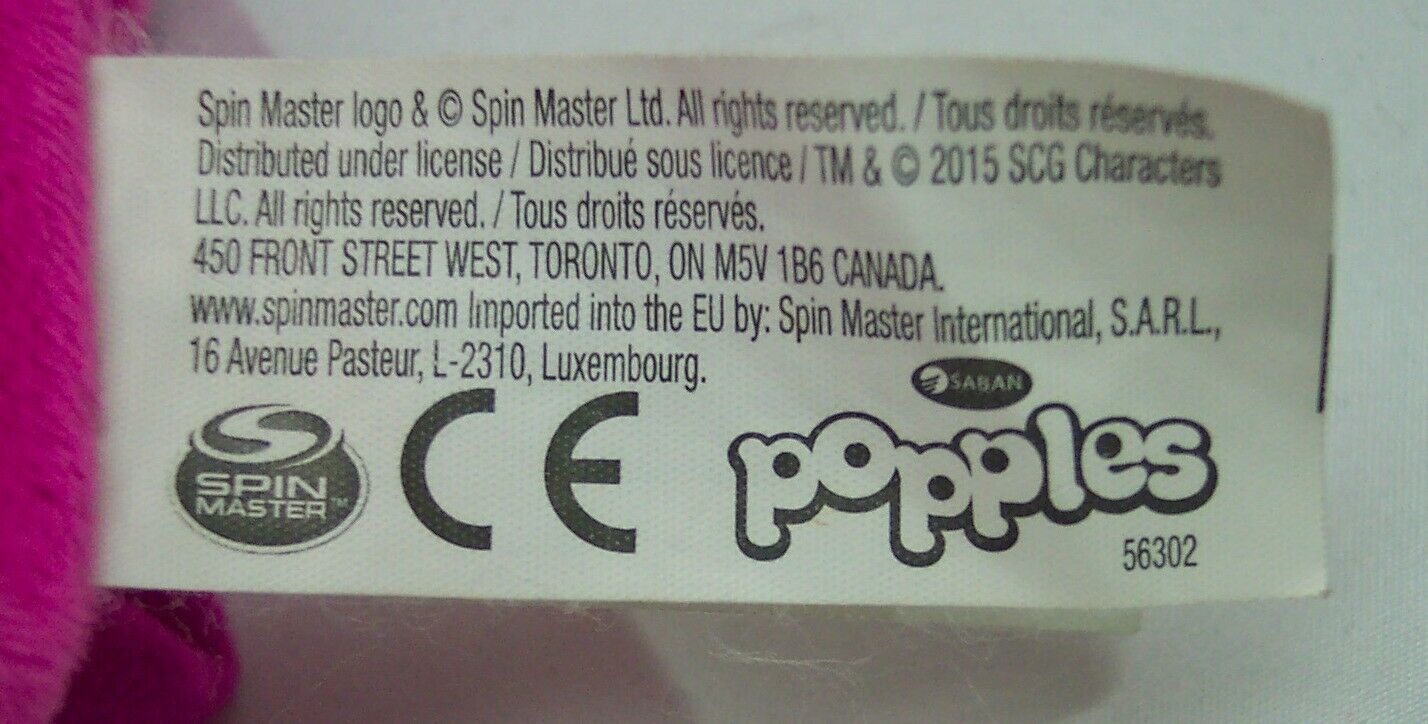 Spin Master logo & © Spin Master Ltd. All rights reserved. / Tous droits réservés.
Distributed under license / Distribué sous licence / TM & © 2015 SCG Characters
LLC. All rights reserved. / Tous droits réservés.
450 FRONT STREET WEST, TORONTO, ON M5V 1B6 CANADA.
www.spinmaster.com Imported into the EU by: Spin Master International, S.A.R.L.,
16 Avenue Pasteur, L-2310, Luxembourg.
SPIN
MASTER™
CE
SABAN
popples
56302